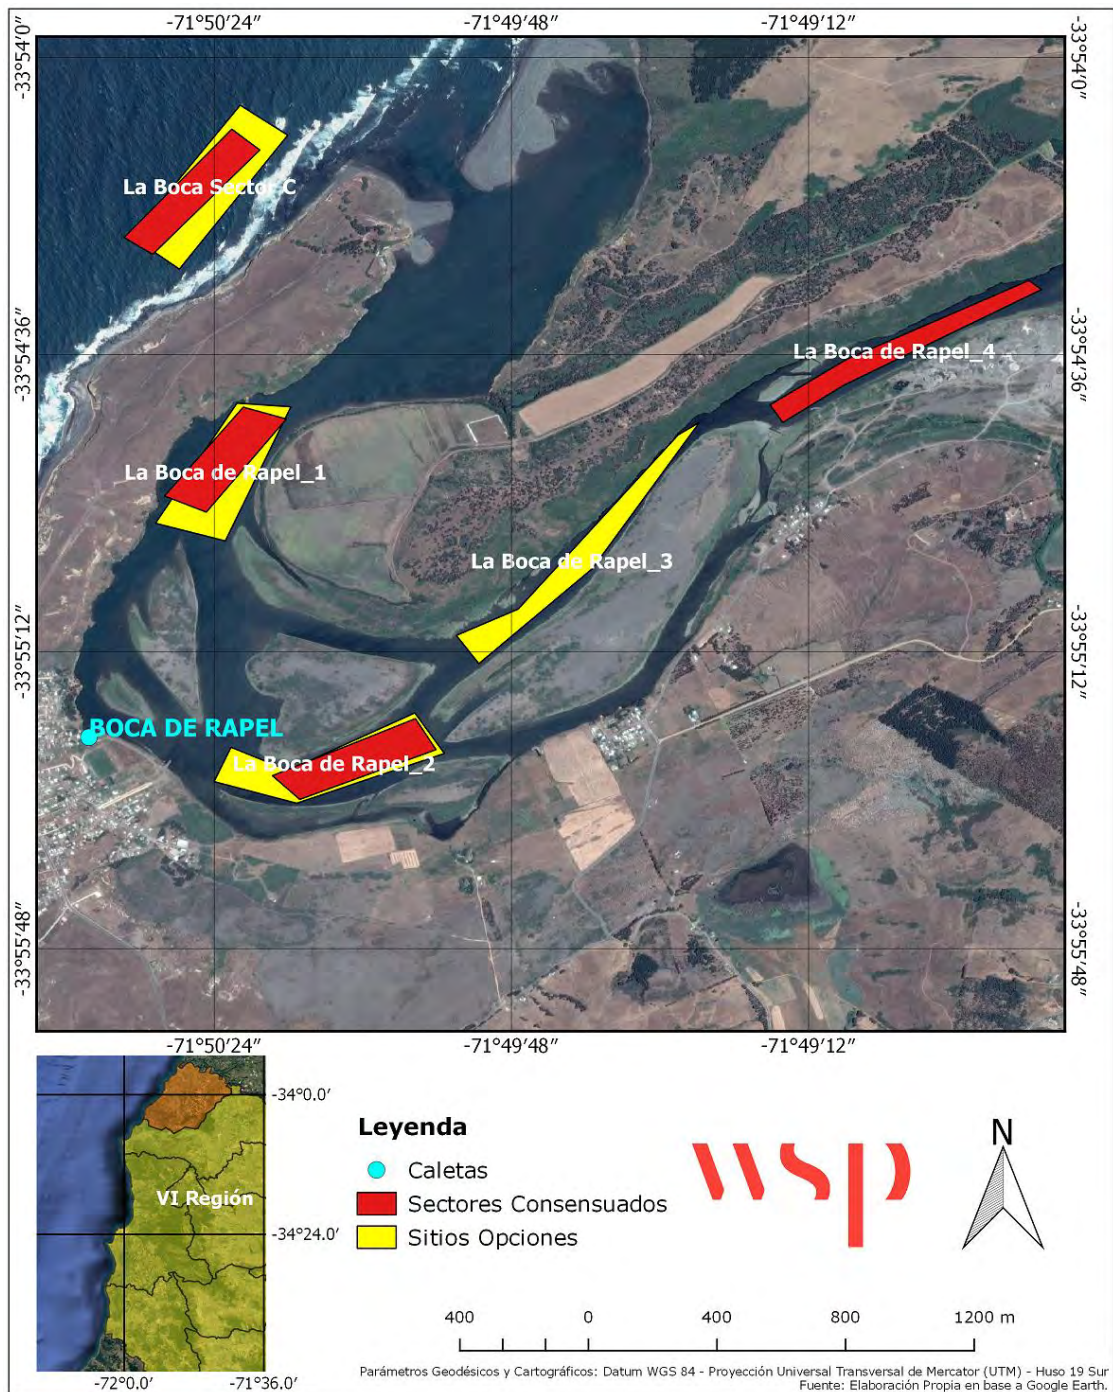 -71°50′24″ -71°49′48″ -71°49′12″
-33°54′0″ -33°54′0″
La Boca Sector C
-33°54′36″ -33°54′36″
La Boca de Rapel_4
La Boca de Rapel_1
La Boca de Rapel_3
-33°55′12″ -33°55′12″
BOCA DE RAPEL
La Boca de Rapel_2
-33°55′48″ -33°55′48″
-71°50′24″ -71°49′48″ -71°49′12″
-34°0.0′
VI Región
-34°24.0′
-72°0.0′ -71°36.0′
Leyenda
Caletas
Sectores Consensuados
Sitios Opciones
wsp
N
400 0 400 800 1200 m
Parámetros Geodésicos y Cartográficos: Datum WGS 84 - Proyección Universal Transversal de Mercator (UTM) - Huso 19 Sur
Fuente: Elaboración Propia en base a Google Earth.